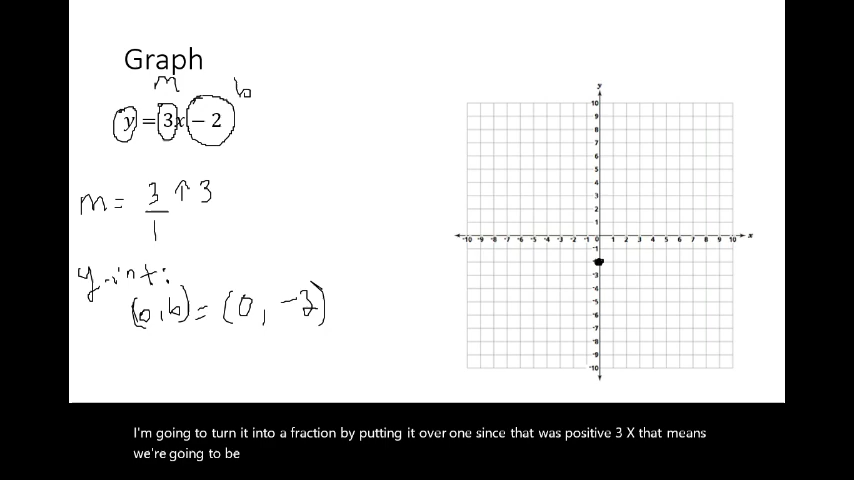 Graph
m b
y = 3x − 2
m = 3/1 ↑ 3
y-int:
(0, b) = (0, -2)
y
10
9
8
7
6
5
4
3
2
1
-10 -9 -8 -7 -6 -5 -4 -3 -2 -1 0 1 2 3 4 5 6 7 8 9 10 x
-1
-3
-4
-5
-6
-7
-8
-9
-10
I'm going to turn it into a fraction by putting it over one since that was positive 3 X that means
we're going to be